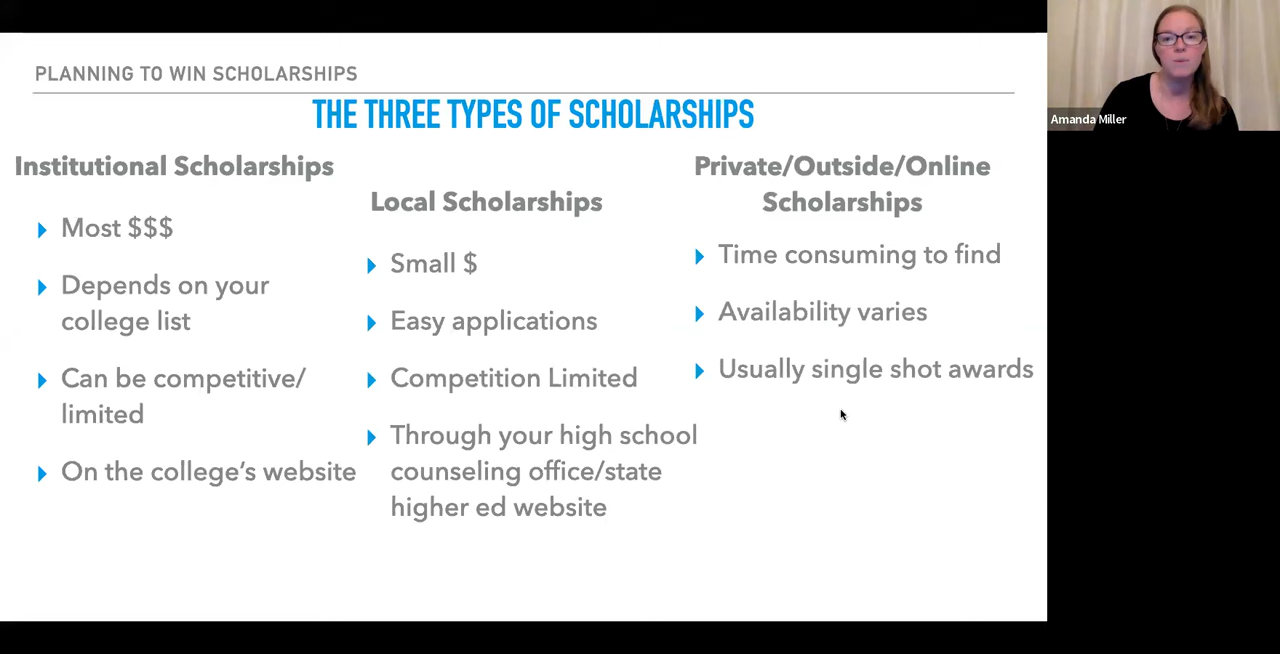 PLANNING TO WIN SCHOLARSHIPS
THE THREE TYPES OF SCHOLARSHIPS
Institutional Scholarships
Most $$$
Depends on your
college list
Can be competitive/
limited
On the college's website
Local Scholarships
Small $
Easy applications
Competition Limited
Through your high school
counseling office/state
higher ed website
Private/Outside/Online
Scholarships
Time consuming to find
Availability varies
Usually single shot awards
Amanda Miller